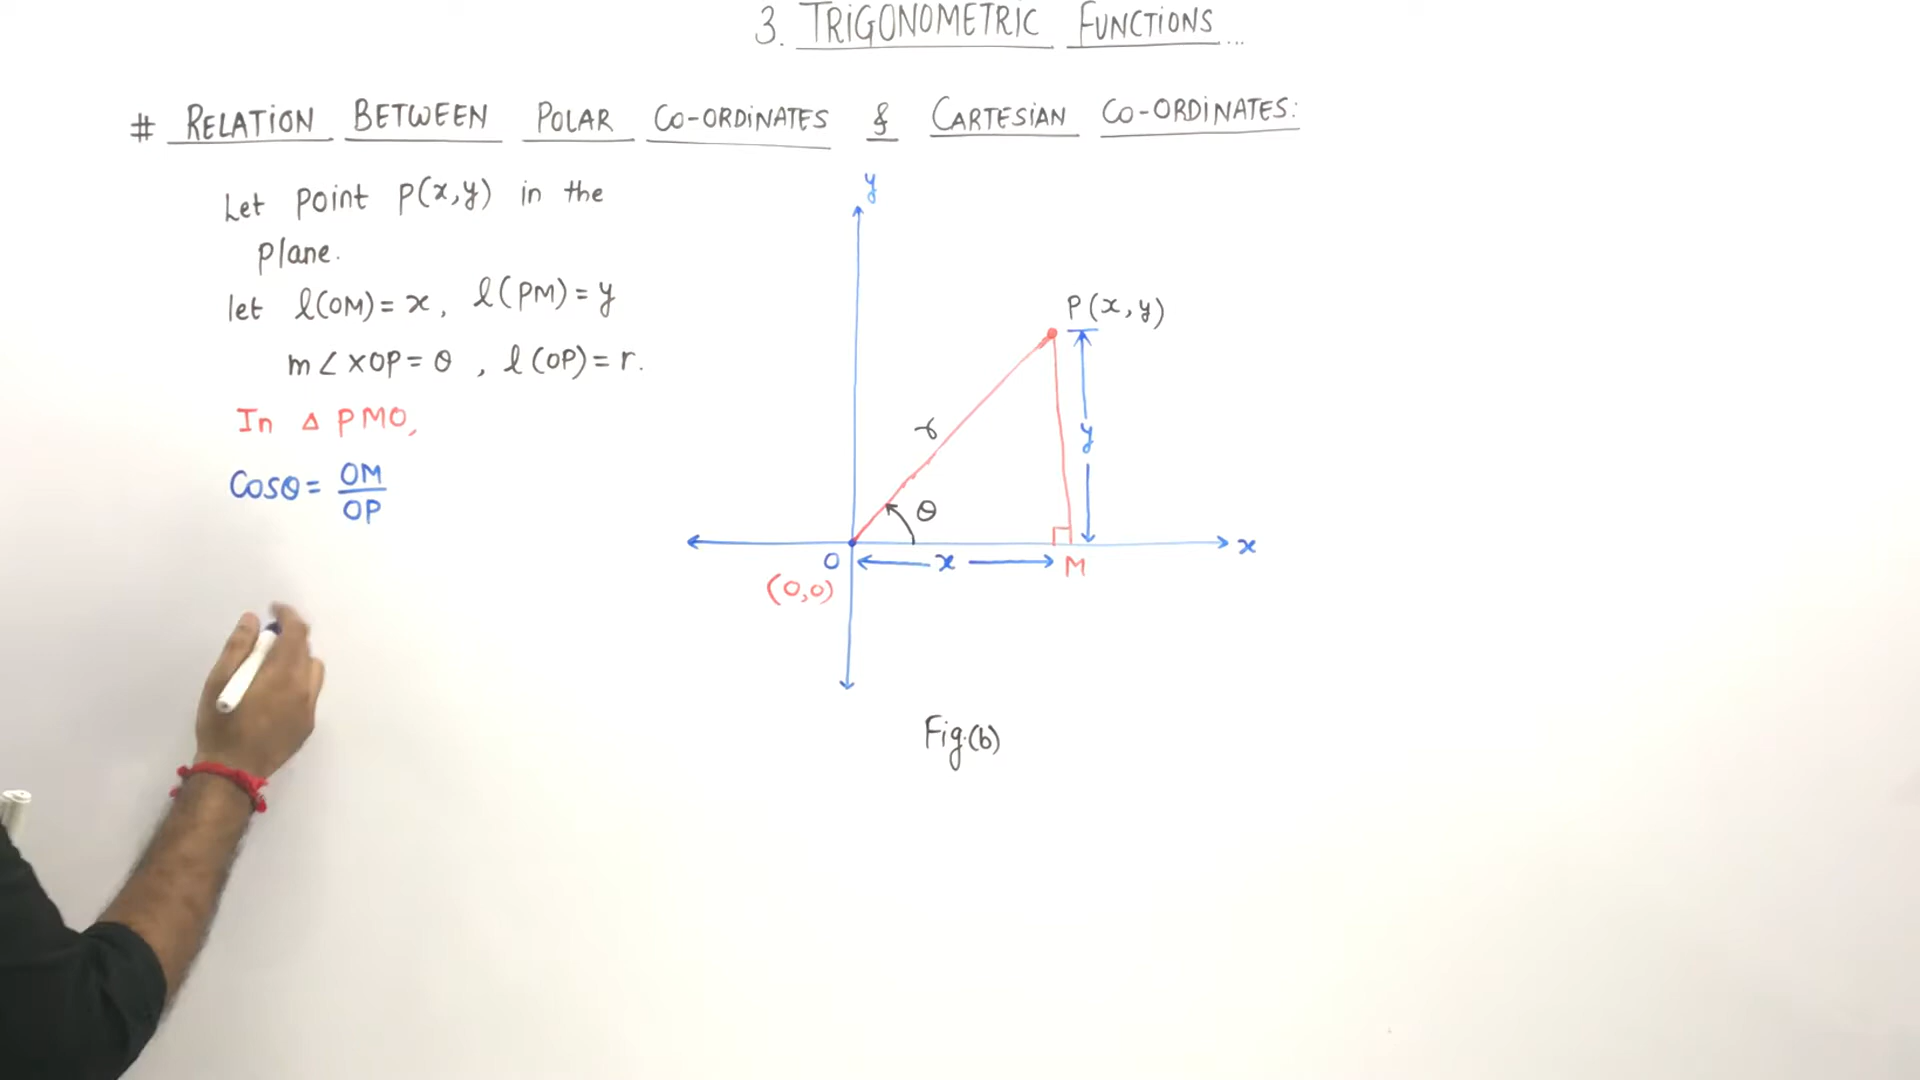 3. TRIGONOMETRIC FUNCTIONS...
# RELATION BETWEEN POLAR CO-ORDINATES & CARTESIAN CO-ORDINATES:
Let point P(x,y) in the
plane.
let l(OM) = x, l(PM) = y
m∠XOP = θ , l(OP) = r.
In Δ PMO,
Cosθ = OM/OP
y
P(x,y)
r
y
θ
O
x
M
x
(0,0)
Fig.(b)